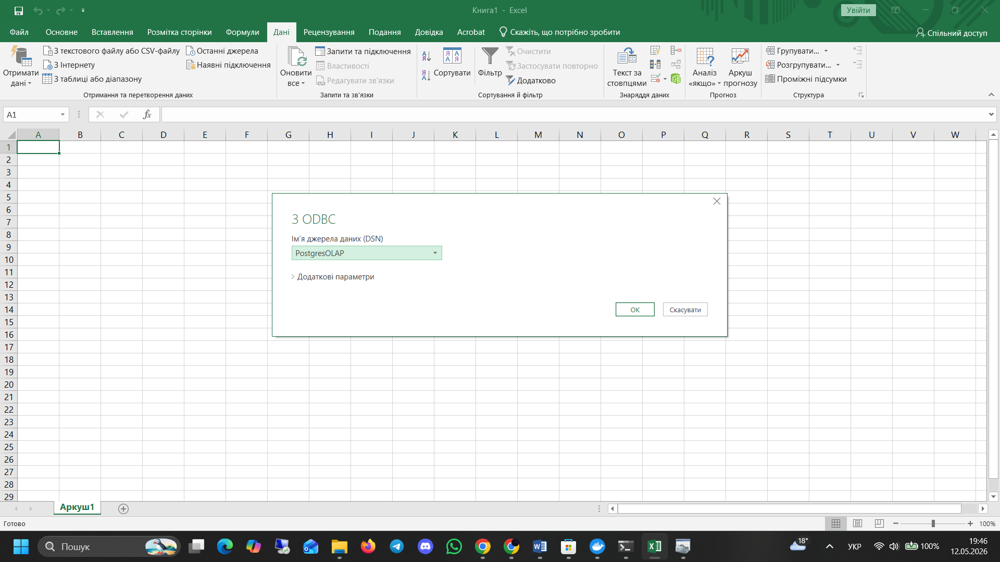 Книга1 - Excel
Увійти
Файл
Основне
Вставлення
Розмітка сторінки
Формули
Дані
Рецензування
Подання
Довідка
Acrobat
Скажіть, що потрібно зробити
Спільний доступ
Отримати дані
З текстового файлу або CSV-файлу
З Інтернету
З таблиці або діапазону
Останні джерела
Наявні підключення
Отримання та перетворення даних
Оновити все
Запити та підключення
Властивості
Редагувати зв'язки
Запити та зв'язки
Сортувати
Фільтр
Очистити
Застосувати повторно
Додатково
Сортування й фільтр
Текст за стовпцями
Знаряддя даних
Аналіз «якщо»
Аркуш прогнозу
Прогноз
Групувати...
Розгрупувати...
Проміжні підсумки
Структура
A1
fx
A B C D E F G H I J K L M N O P Q R S T U V W
1
2
3
4
5
6
7
8
9
10
11
12
13
14
15
16
17
18
19
20
21
22
23
24
25
26
27
28
29
З ODBC
Ім'я джерела даних (DSN)
PostgresOLAP
Додаткові параметри
ОК
Скасувати
Аркуш1
Готово
100%
Пошук
18°
УКР
100%
19:46
12.05.2026